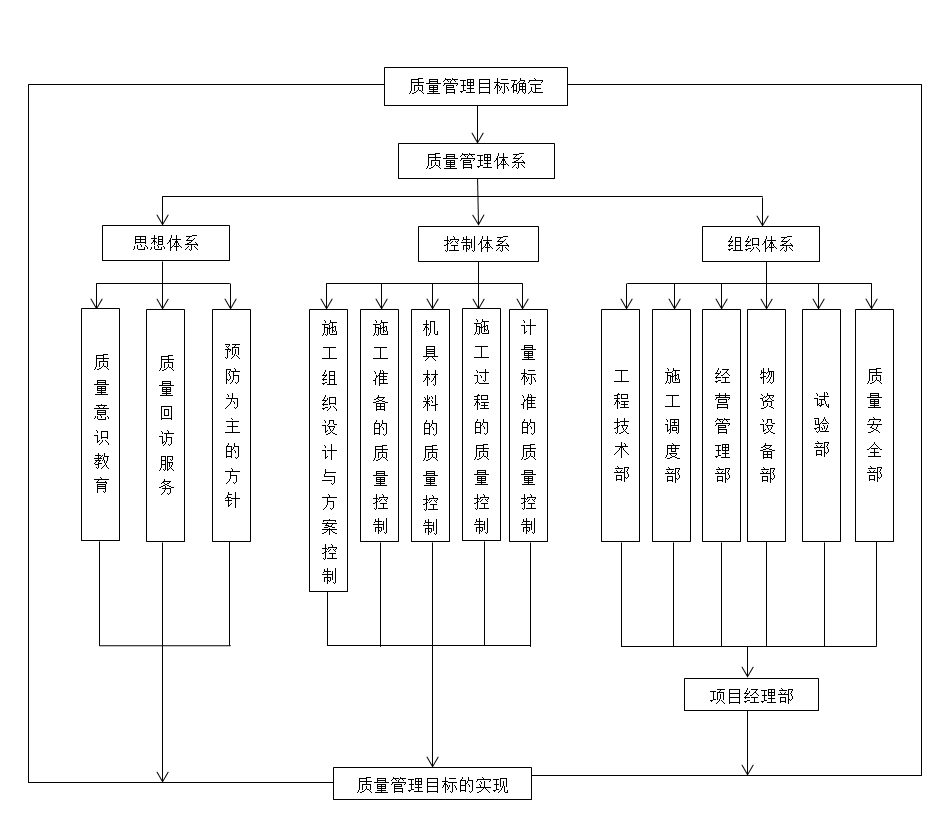 质量管理目标确定
质量管理体系
思想体系
控制体系
组织体系
质量意识教育
质量回访服务
预防为主的方针
施工组织设计与方案控制
施工准备的质量控制
机具材料的质量控制
施工过程的质量控制
计量标准的质量控制
工程技术部
施工调度部
经营管理部
物资设备部
试验部
质量安全部
项目经理部
质量管理目标的实现